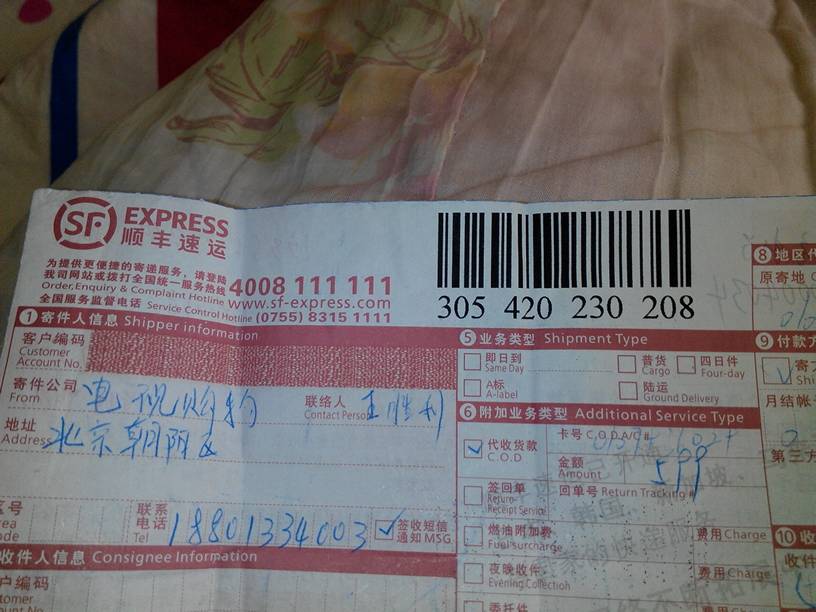 SF EXPRESS
顺丰速运
为提供更便捷的寄递服务，请登陆
我司网站或拨打全国统一服务热线 4008 111 111
Order,Enquiry & Complaint Hotline www.sf-express.com
全国服务监督电话 Service Control Hotline (0755) 8315 1111
305 420 230 208
1 寄件人信息 Shipper information
客户编码
Customer
Account No.
寄件公司 电视购物
From
联络人 王胜利
Contact Person
地址 北京朝阳区
Address
区号
Area
Code
联系
电话
Tel 18801334003
签收短信
通知MSG
收件人信息 Consignee Information
客户编码
Customer
5 业务类型 Shipment Type
即日到
Same Day
普货
Cargo
四日件
Four-day
A标
A-label
陆运
Ground Delivery
6 附加业务类型 Additional Service Type
代收货款
C.O.D
卡号 C.O.D A/C #
金额
Amount 599
签回单
Return
Receipt Service
回单号 Return Tracking #
燃油附加费
Fuel surcharge
费用 Charge
夜晚收件
Evening Collection
费用 Charge
委托件
8 地区代
原寄地
9 付款方
寄方
月结帐号
第三方
10 收
收件